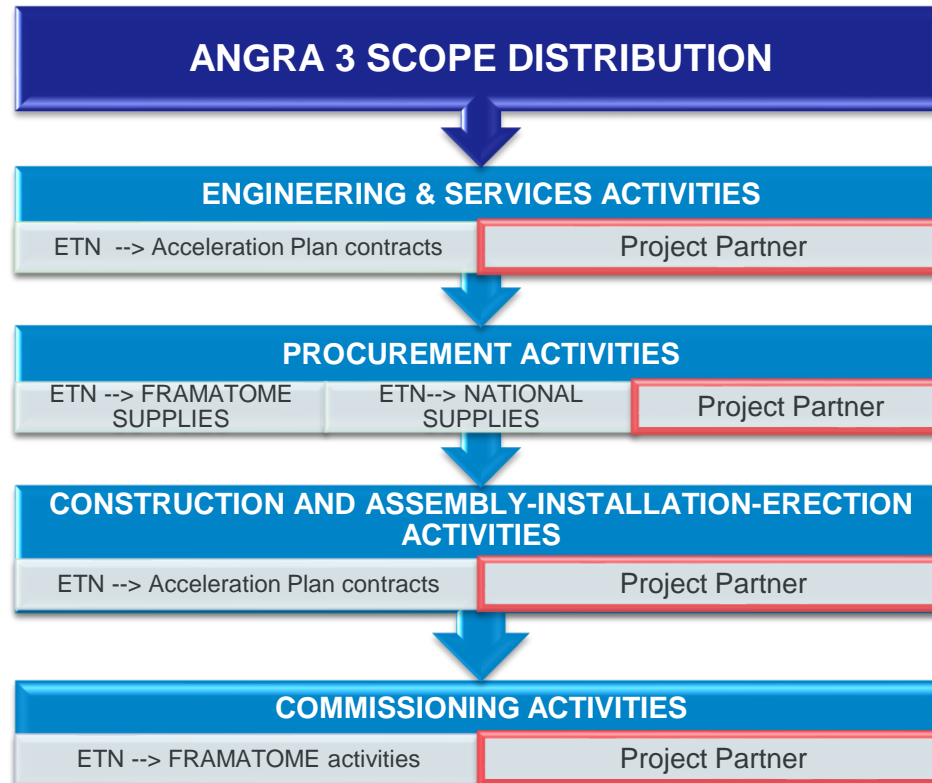 ANGRA 3 SCOPE DISTRIBUTION
ENGINEERING & SERVICES ACTIVITIES
ETN --> Acceleration Plan contracts
Project Partner
PROCUREMENT ACTIVITIES
ETN --> FRAMATOME
SUPPLIES
ETN--> NATIONAL
SUPPLIES
Project Partner
CONSTRUCTION AND ASSEMBLY-INSTALLATION-ERECTION
ACTIVITIES
ETN --> Acceleration Plan contracts
Project Partner
COMMISSIONING ACTIVITIES
ETN --> FRAMATOME activities
Project Partner